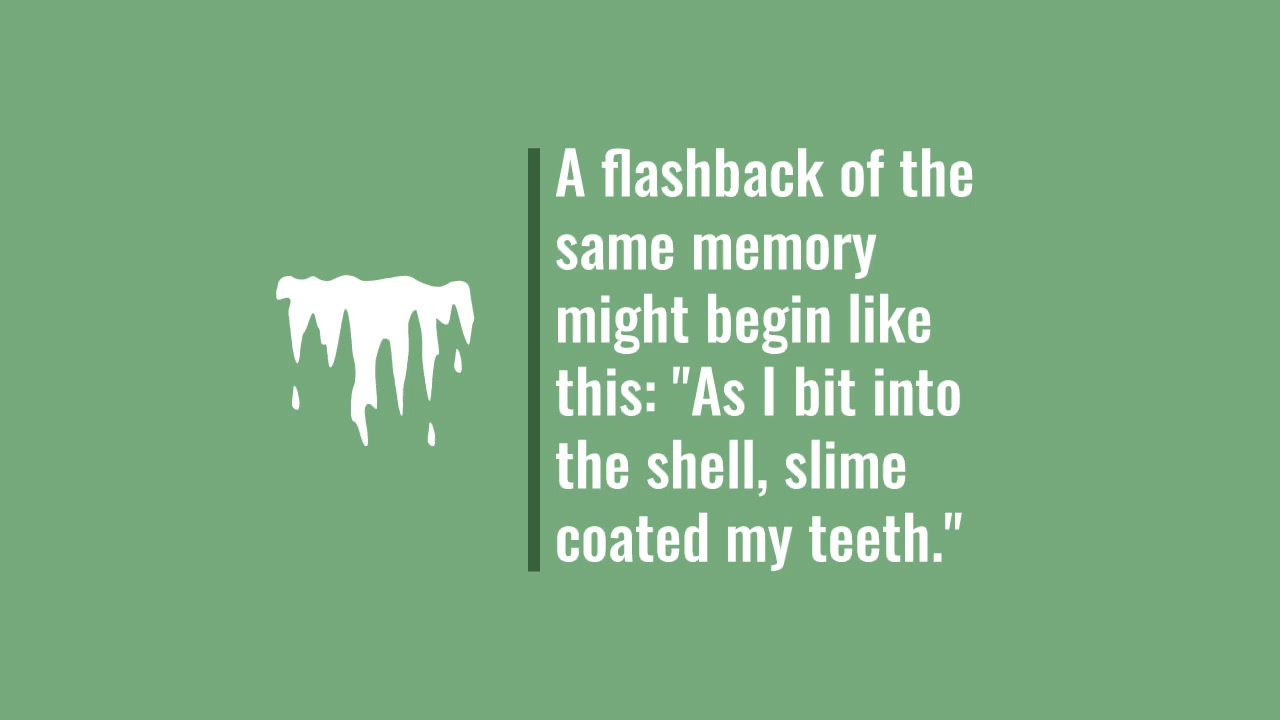 A flashback of the
same memory
might begin like
this: "As I bit into
the shell, slime
coated my teeth."